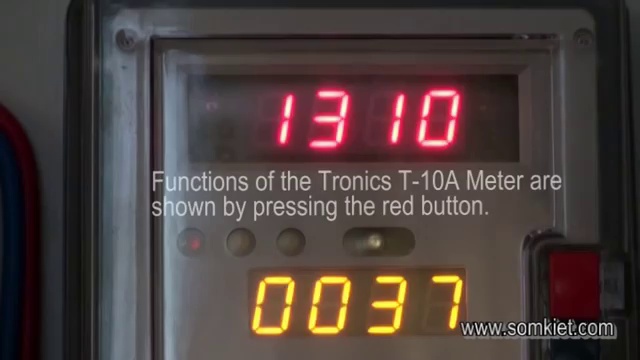 1310
Functions of the Tronics T-10A Meter are
shown by pressing the red button.
0037
www.somkiet.com